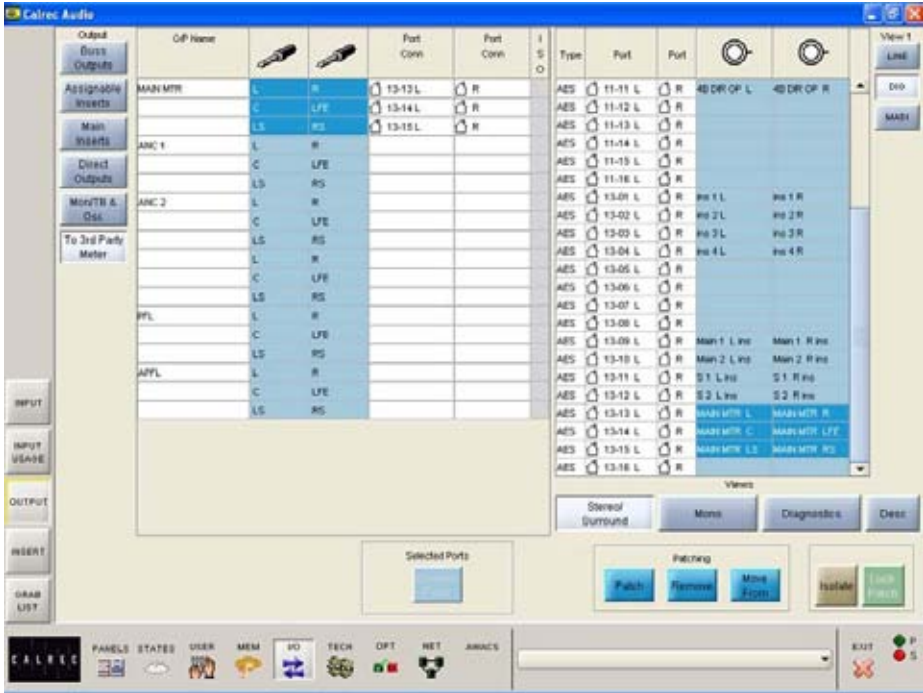 Calrec Audio
Output
Buss Outputs
Assignable Inserts
Main Inserts
Direct Outputs
Mon/TB & Osc
To 3rd Party Meter
INPUT
INPUT USAGE
OUTPUT
INSERT
GRAB LIST
O/P Name Port Conn Port Conn I S O
MAIN MTR L R 13-13 L R
C LFE 13-14 L R
LS RS 13-15 L R
ANC 1 L R
C LFE
LS RS
ANC 2 L R
C LFE
LS RS
L R
C LFE
LS RS
PFL L R
C LFE
LS RS
APFL L R
C LFE
LS RS
Type Port Port
AES 11-11 L R 4B DIR OP L 4B DIR OP R
AES 11-12 L R
AES 11-13 L R
AES 11-14 L R
AES 11-15 L R
AES 11-16 L R
AES 13-01 L R ins 1 L ins 1 R
AES 13-02 L R ins 2 L ins 2 R
AES 13-03 L R ins 3 L ins 3 R
AES 13-04 L R ins 4 L ins 4 R
AES 13-05 L R
AES 13-06 L R
AES 13-07 L R
AES 13-08 L R
AES 13-09 L R Main 1 L ins Main 1 R ins
AES 13-10 L R Main 2 L ins Main 2 R ins
AES 13-11 L R S 1 L ins S 1 R ins
AES 13-12 L R S 2 L ins S 2 R ins
AES 13-13 L R MAIN MTR L MAIN MTR R
AES 13-14 L R MAIN MTR C MAIN MTR LFE
AES 13-15 L R MAIN MTR LS MAIN MTR RS
AES 13-16 L R
View 1
LINE
DIO
MADI
Views
Stereo/ Surround
Mono
Diagnostics
Desc
Selected Ports
Patching
Patch
Remove
Move From
Isolate
Lock Patch
CALREC
PANELS STATES USER MEM I/O TECH OPT NET AWACS
EXIT
P
S